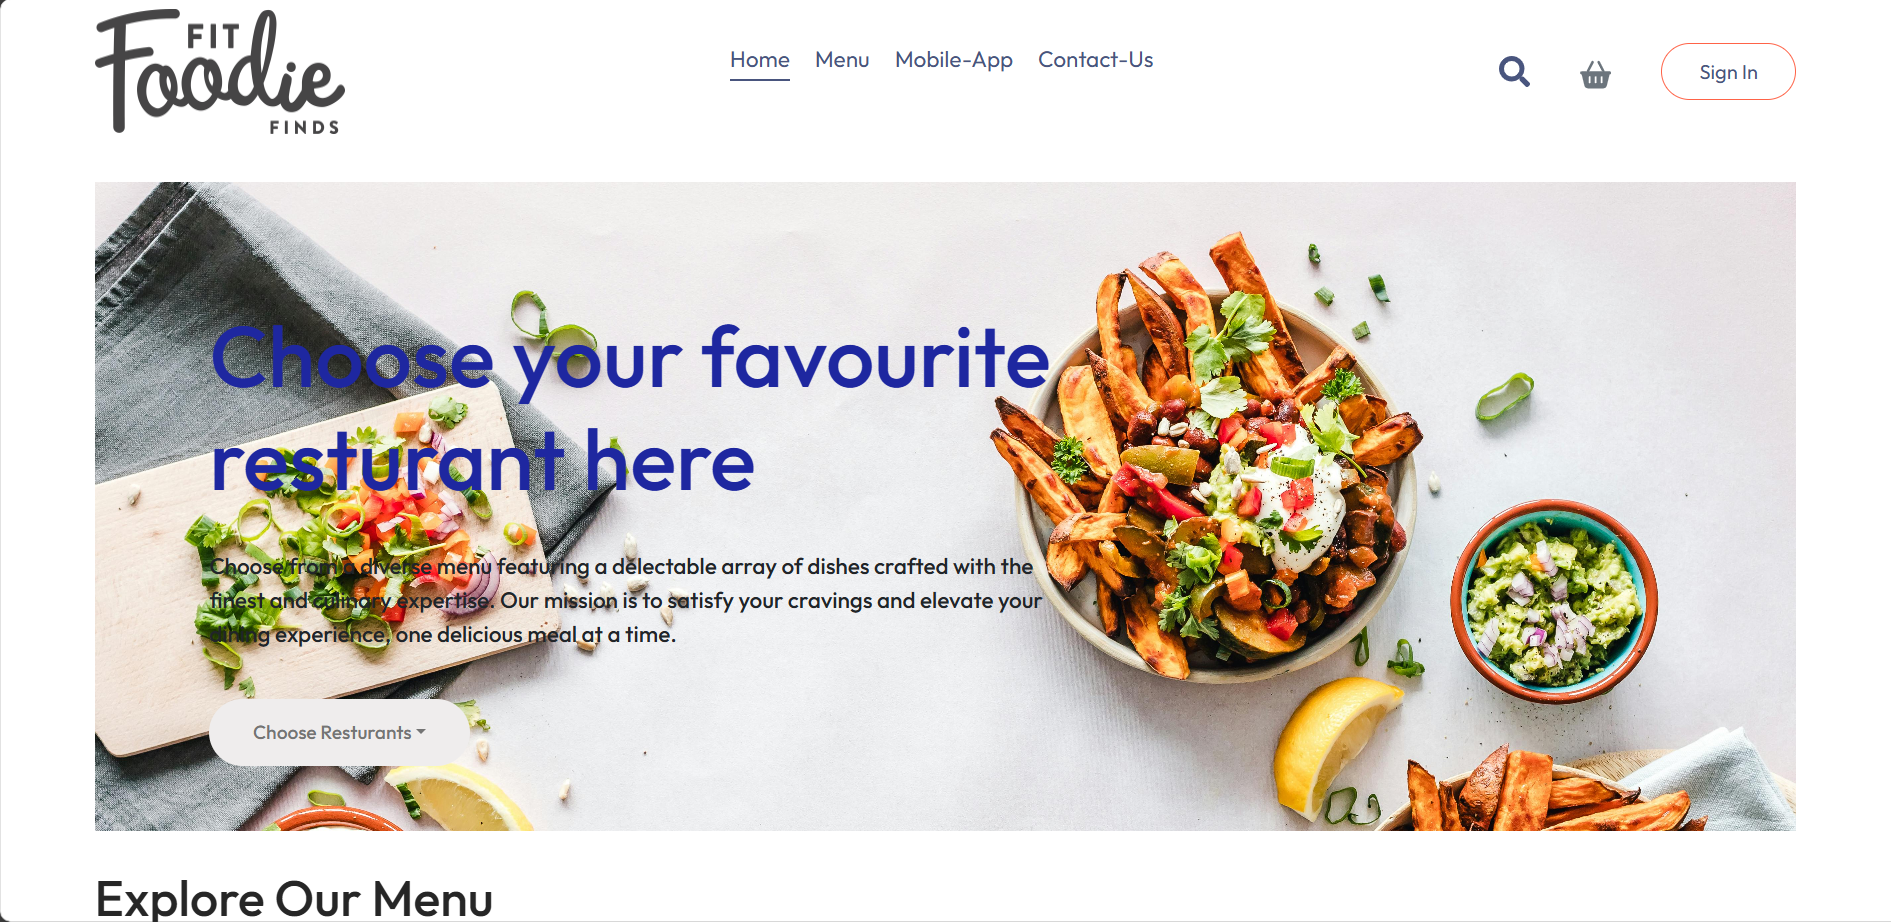 FIT
Foodie
FINDS
Home Menu Mobile-App Contact-Us
Sign In
Choose your favourite
resturant here
Choose from a diverse menu featuring a delectable array of dishes crafted with the
finest and culinary expertise. Our mission is to satisfy your cravings and elevate your
dining experience, one delicious meal at a time.
Choose Resturants
Explore Our Menu